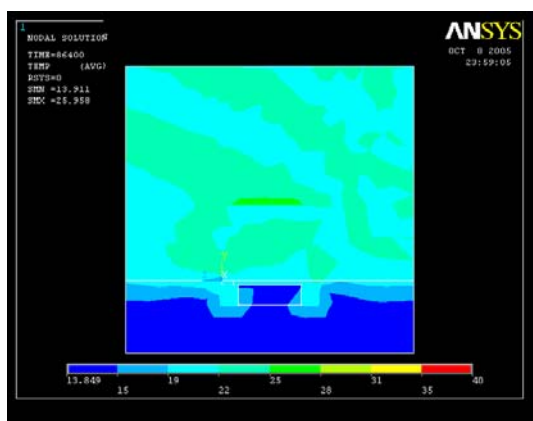 1
NODAL SOLUTION
TIME=86400
TEMP (AVG)
RSTS=0
SMN =13.911
SMX =25.958
ANSYS
OCT 8 2005
23:59:05
Y
X
13.849 19 25 31 40
15 22 28 35